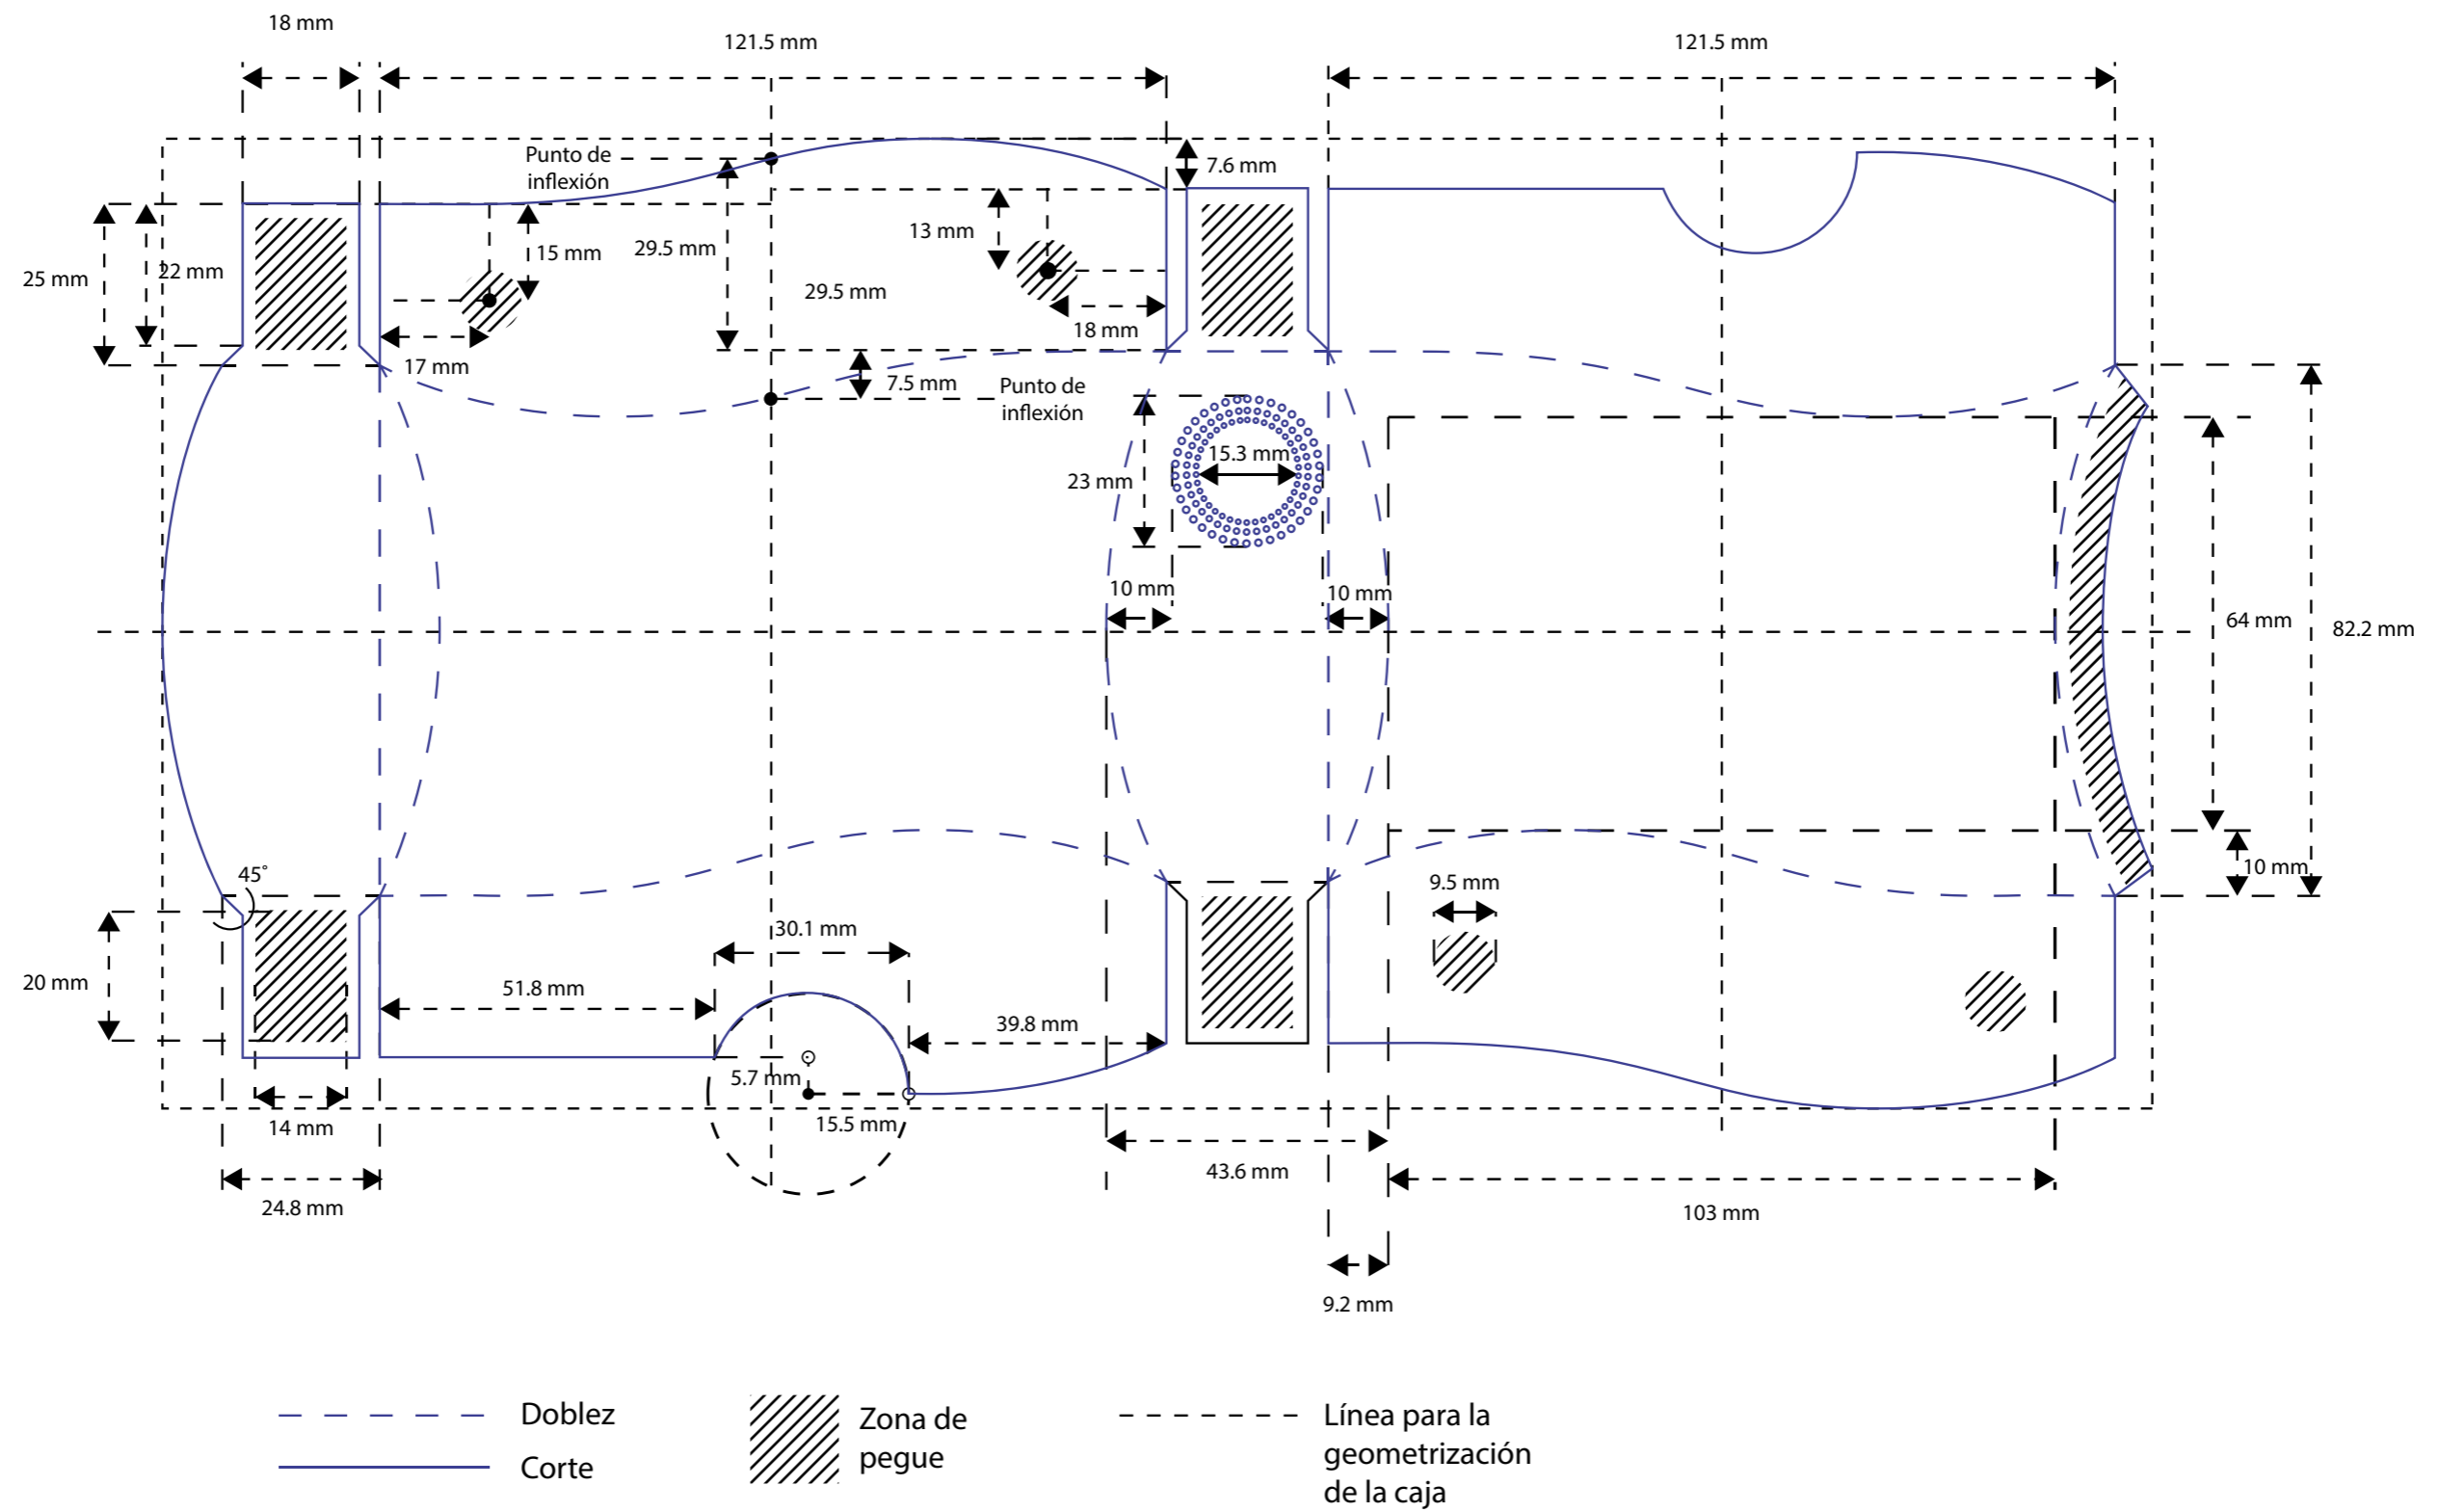 18 mm
121.5 mm
121.5 mm
Punto de
inflexión
7.6 mm
13 mm
15 mm
29.5 mm
25 mm
22 mm
29.5 mm
18 mm
17 mm
7.5 mm
Punto de
inflexión
15.3 mm
23 mm
10 mm
10 mm
64 mm
82.2 mm
45°
10 mm
9.5 mm
30.1 mm
20 mm
51.8 mm
39.8 mm
5.7 mm
15.5 mm
14 mm
43.6 mm
24.8 mm
103 mm
9.2 mm
Doblez
Corte
Zona de
pegue
Línea para la
geometrización
de la caja